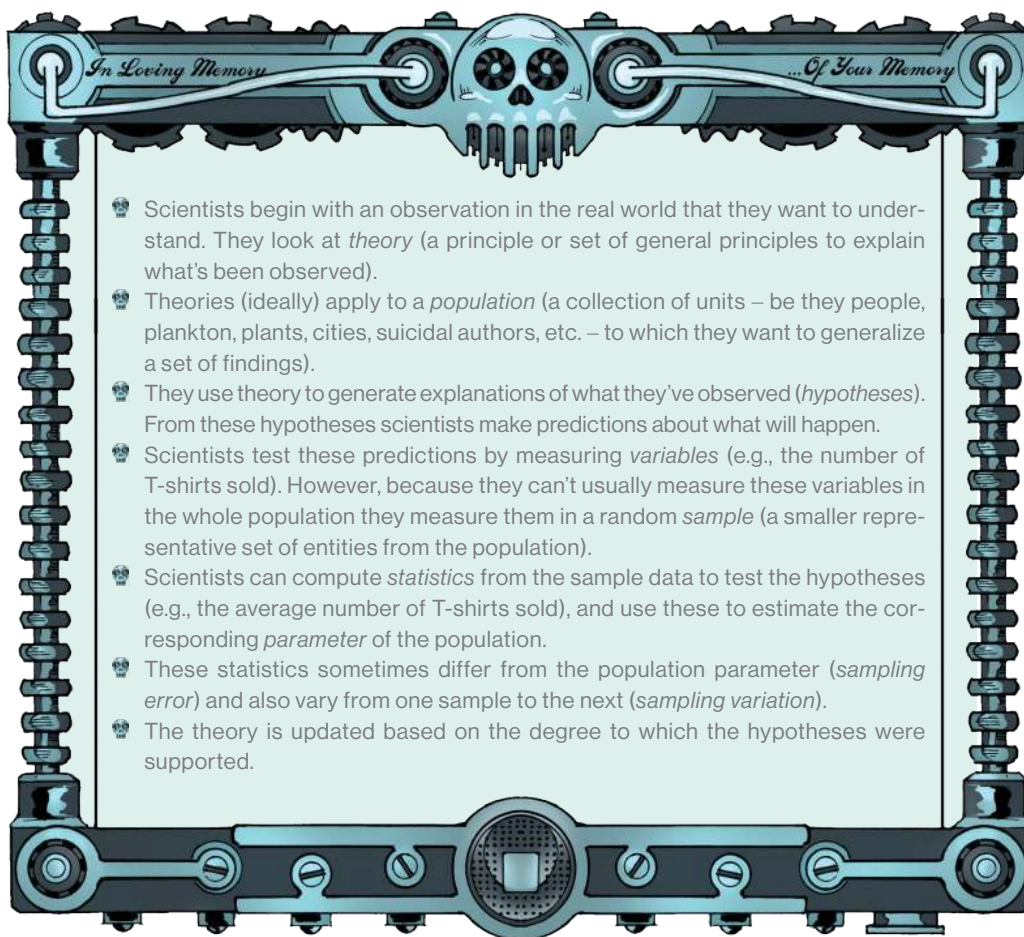 In Loving Memory
...Of Your Memory
Scientists begin with an observation in the real world that they want to under-
stand. They look at theory (a principle or set of general principles to explain
what's been observed).
Theories (ideally) apply to a population (a collection of units – be they people,
plankton, plants, cities, suicidal authors, etc. – to which they want to generalize
a set of findings).
They use theory to generate explanations of what they've observed (hypotheses).
From these hypotheses scientists make predictions about what will happen.
Scientists test these predictions by measuring variables (e.g., the number of
T-shirts sold). However, because they can't usually measure these variables in
the whole population they measure them in a random sample (a smaller repre-
sentative set of entities from the population).
Scientists can compute statistics from the sample data to test the hypotheses
(e.g., the average number of T-shirts sold), and use these to estimate the cor-
responding parameter of the population.
These statistics sometimes differ from the population parameter (sampling
error) and also vary from one sample to the next (sampling variation).
The theory is updated based on the degree to which the hypotheses were
supported.